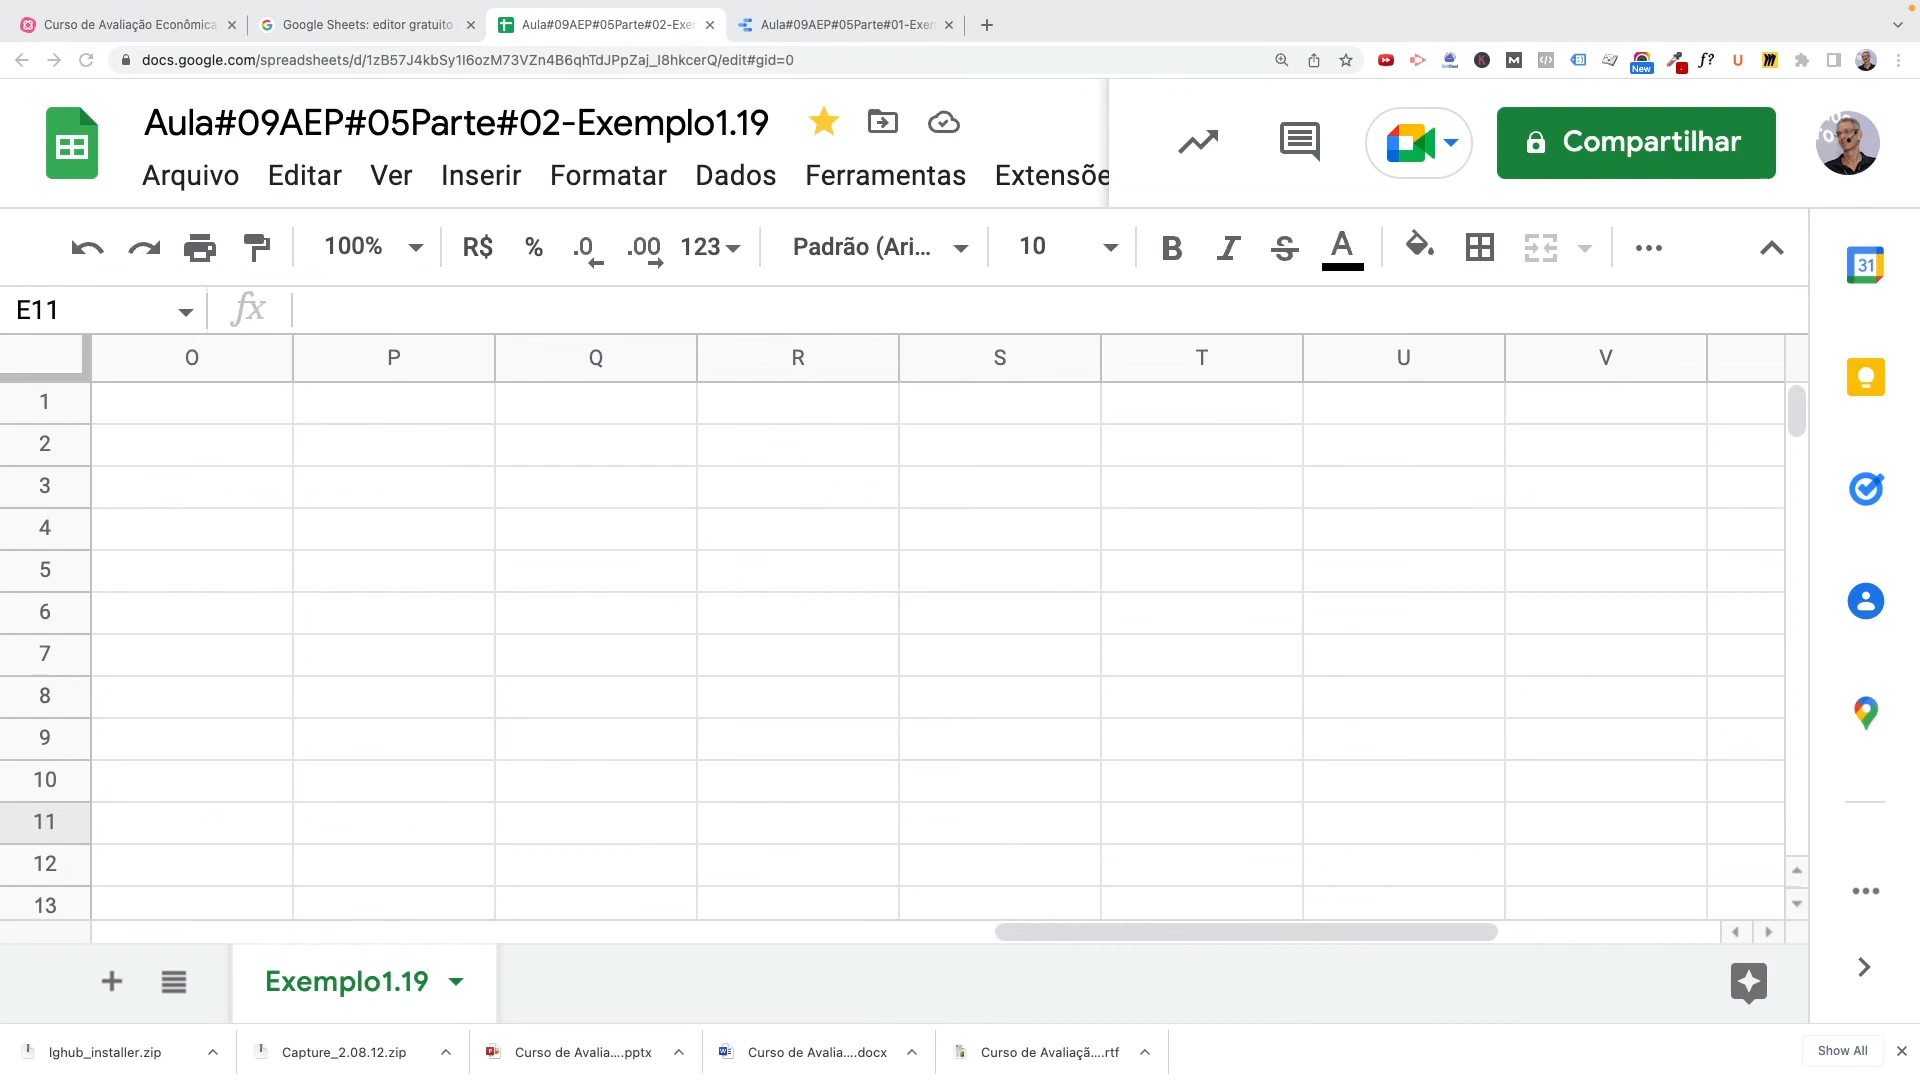 Curso de Avaliação Econômica
Google Sheets: editor gratuito
Aula#09AEP#05Parte#02-Exer
Aula#09AEP#05Parte#01-Exen
docs.google.com/spreadsheets/d/1zB57J4kbSy1I6ozM73VZn4B6qhTdJPpZaj_I8hkcerQ/edit#gid=0
New
Aula#09AEP#05Parte#02-Exemplo1.19
Compartilhar
Arquivo Editar Ver Inserir Formatar Dados Ferramentas Extensõe
100% R$ % .0 .00 123 Padrão (Ari... 10 B I S A
31
E11 fx
O P Q R S T U V
1
2
3
4
5
6
7
8
9
10
11
12
13
Exemplo1.19
lghub_installer.zip Capture_2.08.12.zip Curso de Avalia....pptx Curso de Avalia....docx Curso de Avaliaçã....rtf Show All